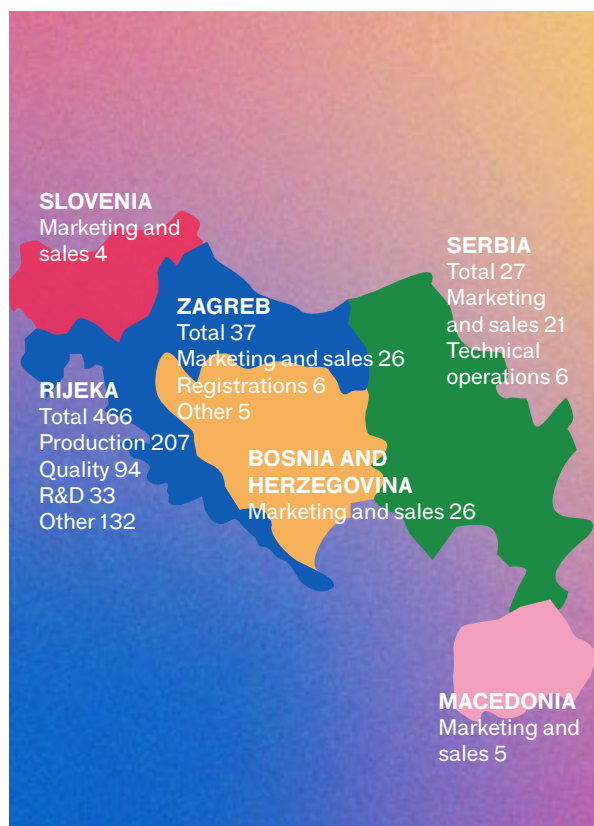 SLOVENIA
Marketing and
sales 4
SERBIA
Total 27
Marketing
and sales 21
Technical
operations 6
ZAGREB
Total 37
Marketing and sales 26
Registrations 6
Other 5
RIJEKA
Total 466
Production 207
Quality 94
R&D 33
Other 132
BOSNIA AND
HERZEGOVINA
Marketing and sales 26
MACEDONIA
Marketing and
sales 5